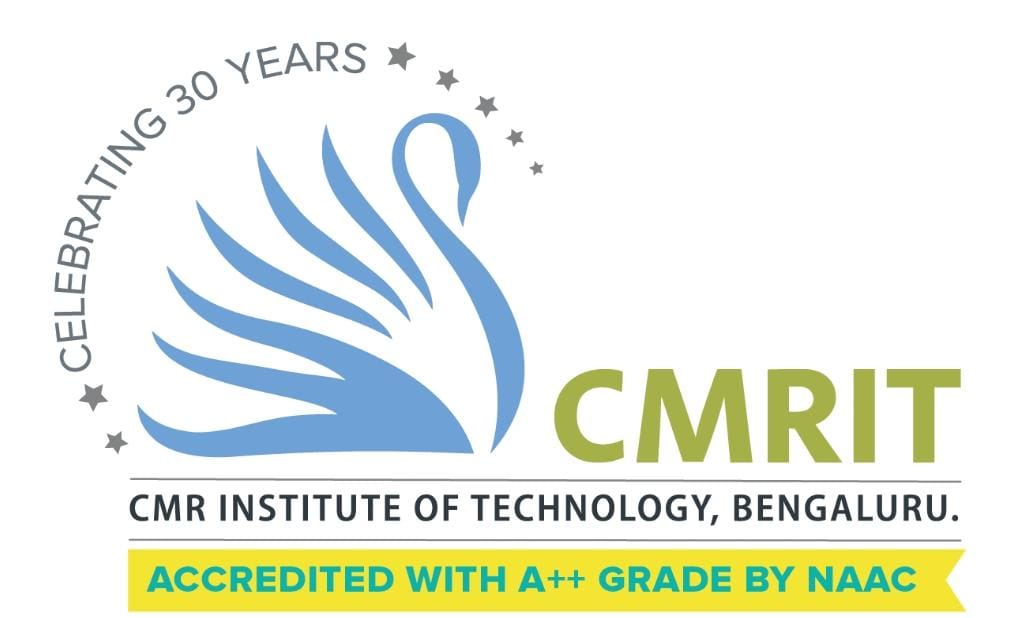 CELEBRATING 30 YEARS
CMRIT
CMR INSTITUTE OF TECHNOLOGY, BENGALURU.
ACCREDITED WITH A++ GRADE BY NAAC